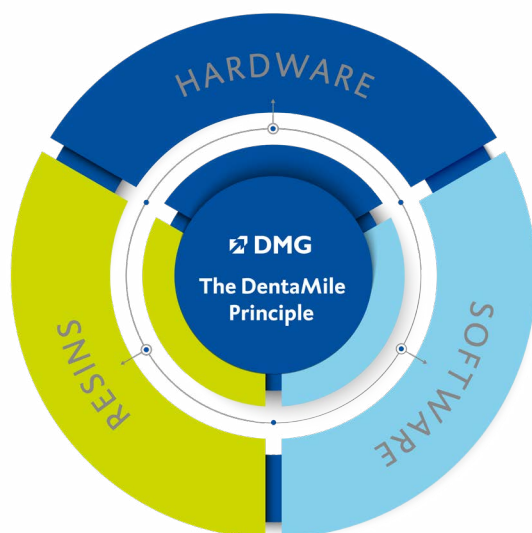 HARDWARE
DMG
The DentaMile
Principle
RESINS
SOFTWARE